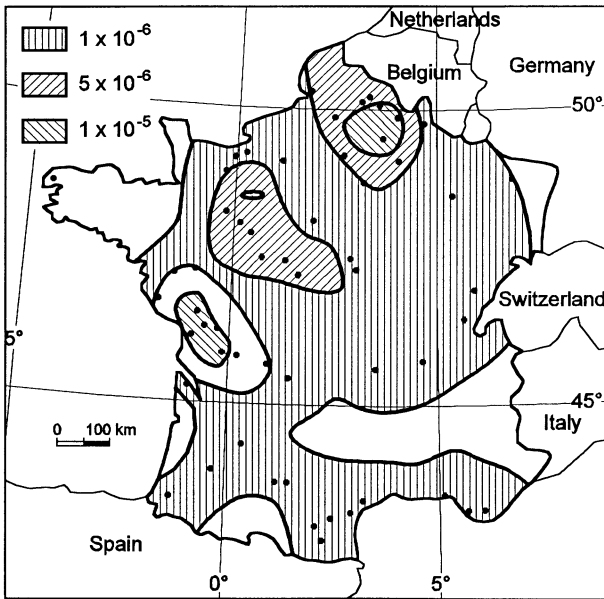 Netherlands
1 x 10⁻⁶
Belgium
Germany
5 x 10⁻⁶
50°
1 x 10⁻⁵
Switzerland
5°
45°
0 100 km
Italy
Spain
0°
5°